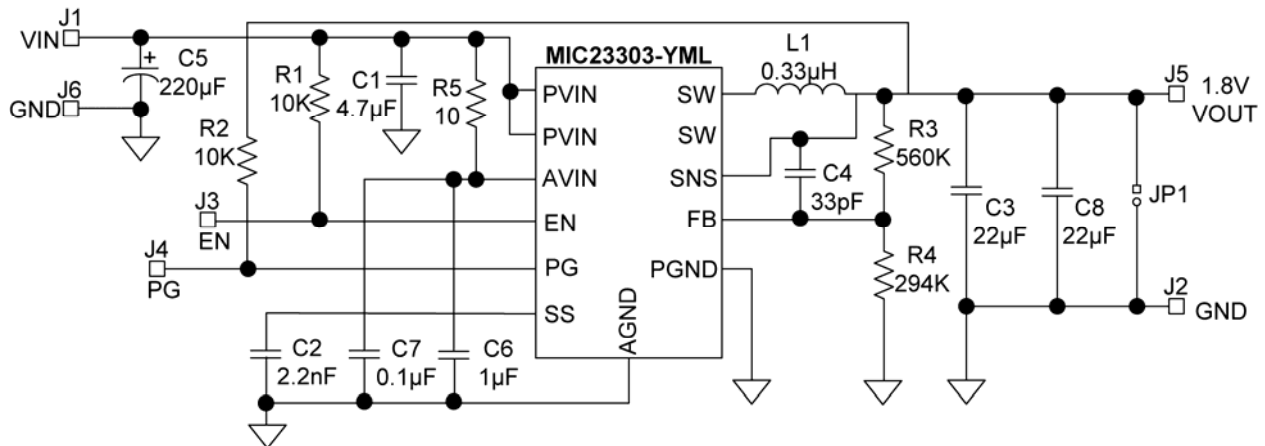 J1
VIN
J6
GND
C5
220µF
+
R2
10K
R1
10K
C1
4.7µF
R5
10
J3
EN
J4
PG
C2
2.2nF
C7
0.1µF
C6
1µF
MIC23303-YML
PVIN
PVIN
AVIN
EN
PG
SS
AGND
SW
SW
SNS
FB
PGND
L1
0.33µH
C4
33pF
R3
560K
R4
294K
C3
22µF
C8
22µF
JP1
J5
1.8V
VOUT
J2
GND